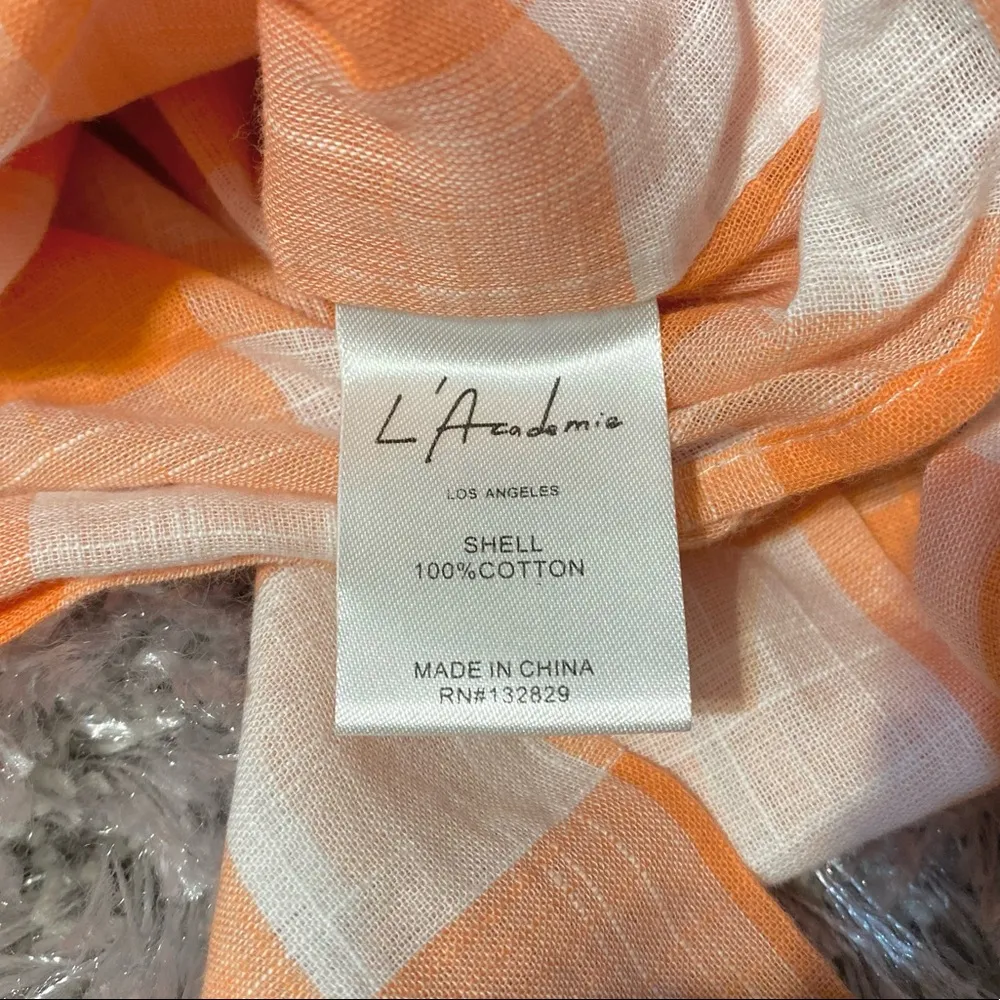 L'Academie
LOS ANGELES
SHELL
100%COTTON
MADE IN CHINA
RN#132829